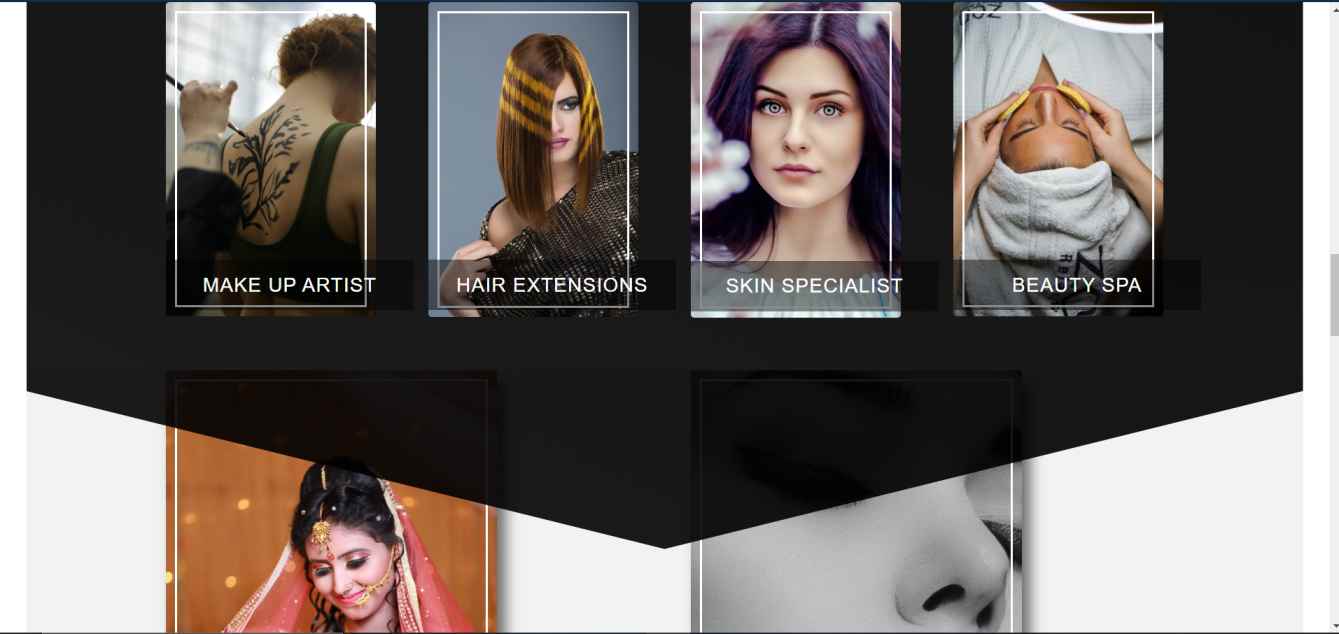 MAKE UP ARTIST
HAIR EXTENSIONS
SKIN SPECIALIST
BEAUTY SPA